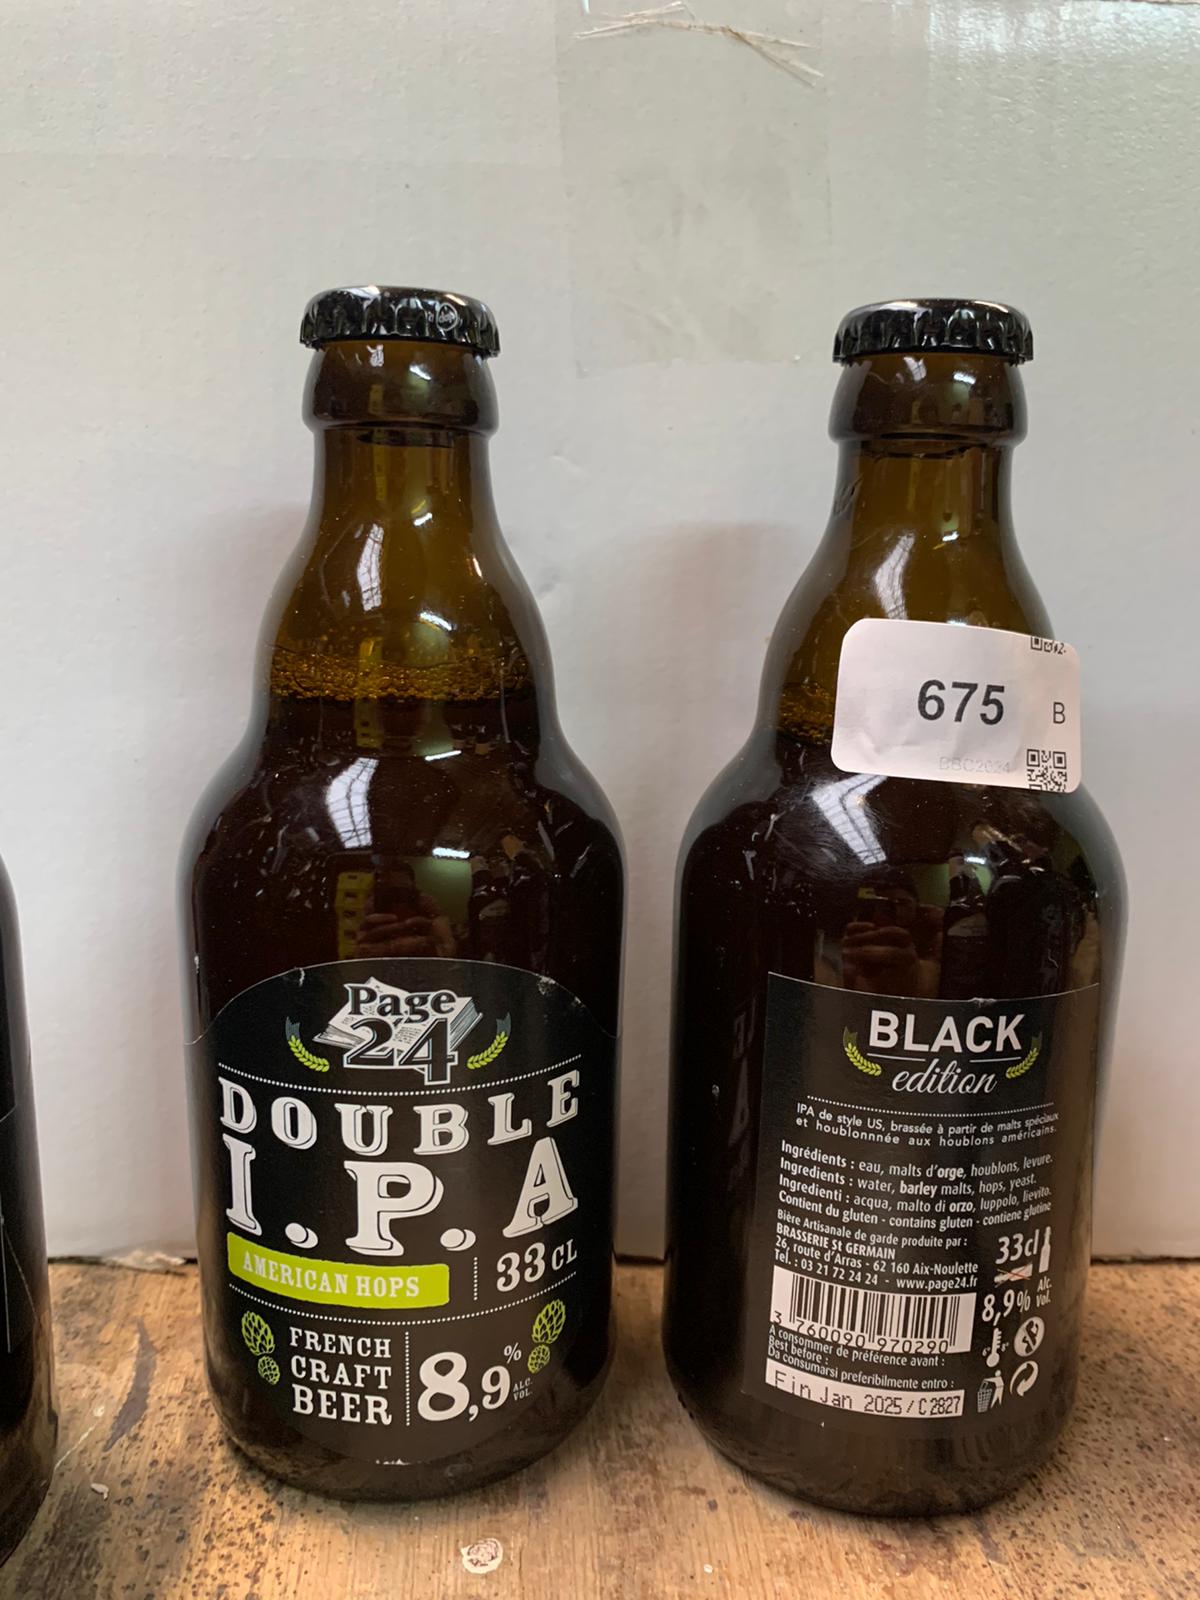 Page
24
DOUBLE
I.P.A
AMERICAN HOPS
33 CL
FRENCH
CRAFT
BEER
8,9%
ALC.
VOL.
675
B
BBC2024
BLACK
edition
IPA de style US, brassée à partir de malts spéciaux
et houblonnnée aux houblons américains.
Ingrédients : eau, malts d'orge, houblons, levure.
Ingredients : water, barley malts, hops, yeast.
Ingredienti : acqua, malto di orzo, luppolo, lievito.
Contient du gluten - contains gluten - contiene glutine
Bière Artisanale de garde produite par :
BRASSERIE St GERMAIN
26, route d'Arras - 62 160 Aix-Noulette
Tél. : 03 21 72 24 24 - www.page24.fr
33cl
8,9% Alc.
Vol.
3 760090 970290
A consommer de préférence avant :
Best before :
Da consumarsi preferibilmente entro :
Fin Jan 2025 / C 2827